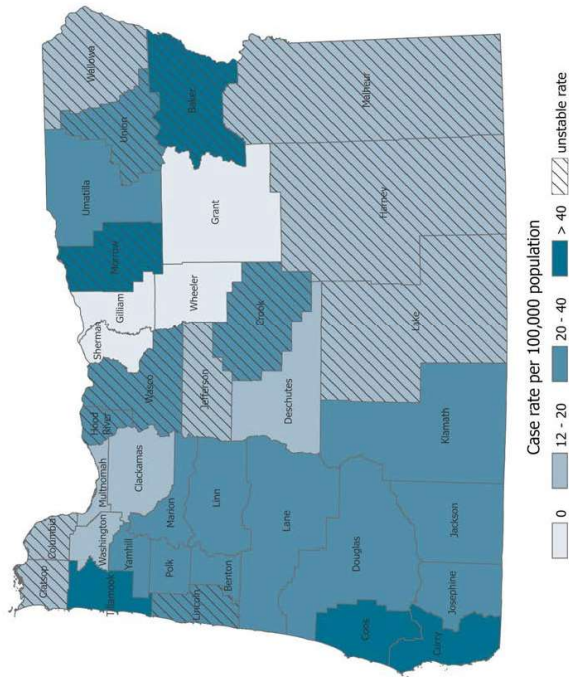 Clatsop
Columbia
Tillamook
Washington
Multnomah
Hood
River
Sherman
Gilliam
Morrow
Umatilla
Union
Wallowa
Yamhill
Clackamas
Wasco
Wheeler
Grant
Baker
Polk
Marion
Jefferson
Lincoln
Benton
Linn
Crook
Deschutes
Lane
Douglas
Coos
Curry
Josephine
Jackson
Klamath
Lake
Harney
Malheur
Case rate per 100,000 population
0
12 - 20
20 - 40
> 40
unstable rate